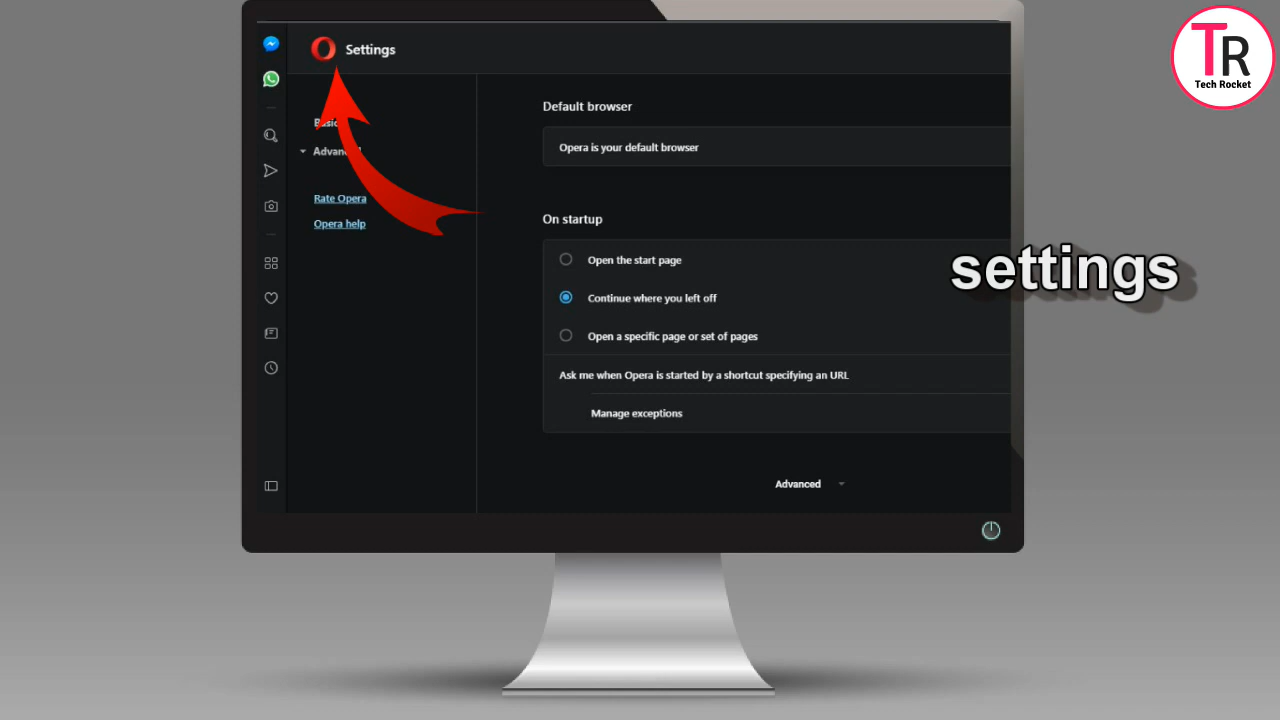 TR
Tech Rocket
Settings
Basic
Advanced
Rate Opera
Opera help
Default browser
Opera is your default browser
On startup
Open the start page
Continue where you left off
Open a specific page or set of pages
Ask me when Opera is started by a shortcut specifying an URL
Manage exceptions
Advanced
settings